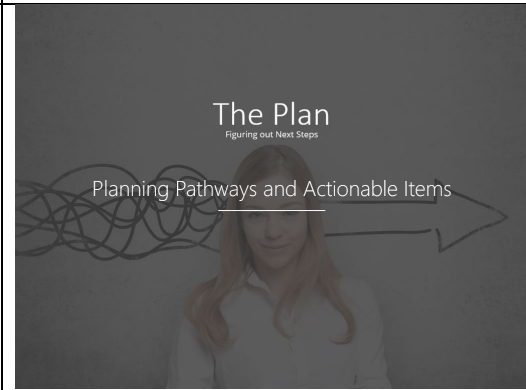 The Plan
Figuring out Next Steps
Planning Pathways and Actionable Items